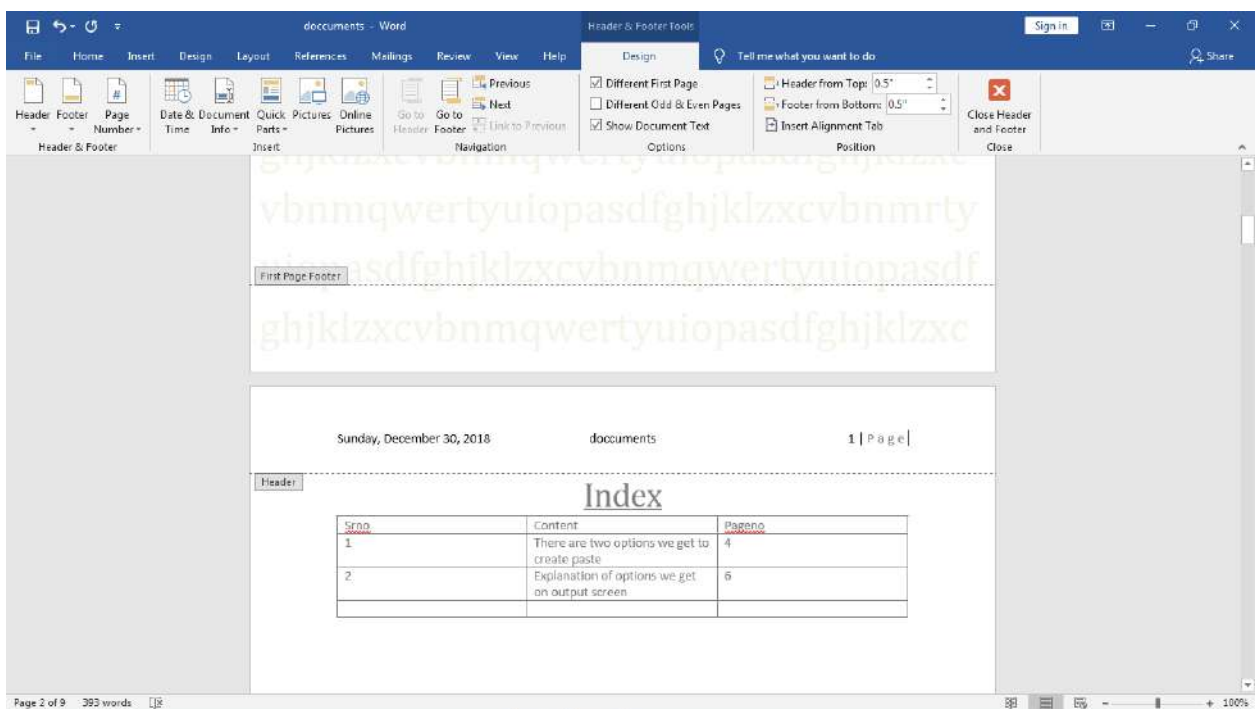 doccuments - Word
Header & Footer Tools
Sign in
File Home Insert Design Layout References Mailings Review View Help Design Tell me what you want to do Share
Header Footer Page Number
Header & Footer
Date & Time Document Info Quick Parts Pictures Online Pictures
Insert
Go to Header Go to Footer Previous Next Link to Previous
Navigation
Different First Page
Different Odd & Even Pages
Show Document Text
Options
Header from Top: 0.5"
Footer from Bottom: 0.5"
Insert Alignment Tab
Position
Close Header and Footer
Close
vbnmqwertyuiopasdfghjklzxcvbnmrty
uiopasdfghjklzxcvbnmqwertyuiopasdf
First Page Footer
ghjklzxcvbnmqwertyuiopasdfghjklzxc
Sunday, December 30, 2018 doccuments 1 | P a g e
Header
Index
Srno Content Pageno
1 There are two options we get to create paste 4
2 Explanation of options we get on output screen 6
Page 2 of 9 393 words 100%